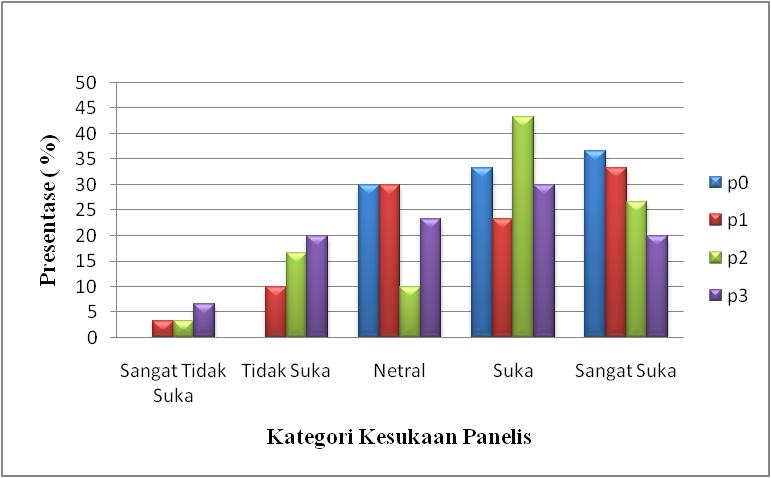 Presentase ( %)
50
45
40
35
30
25
20
15
10
5
0
Sangat Tidak
Suka
Tidak Suka
Netral
Suka
Sangat Suka
Kategori Kesukaan Panelis
p0
p1
p2
p3